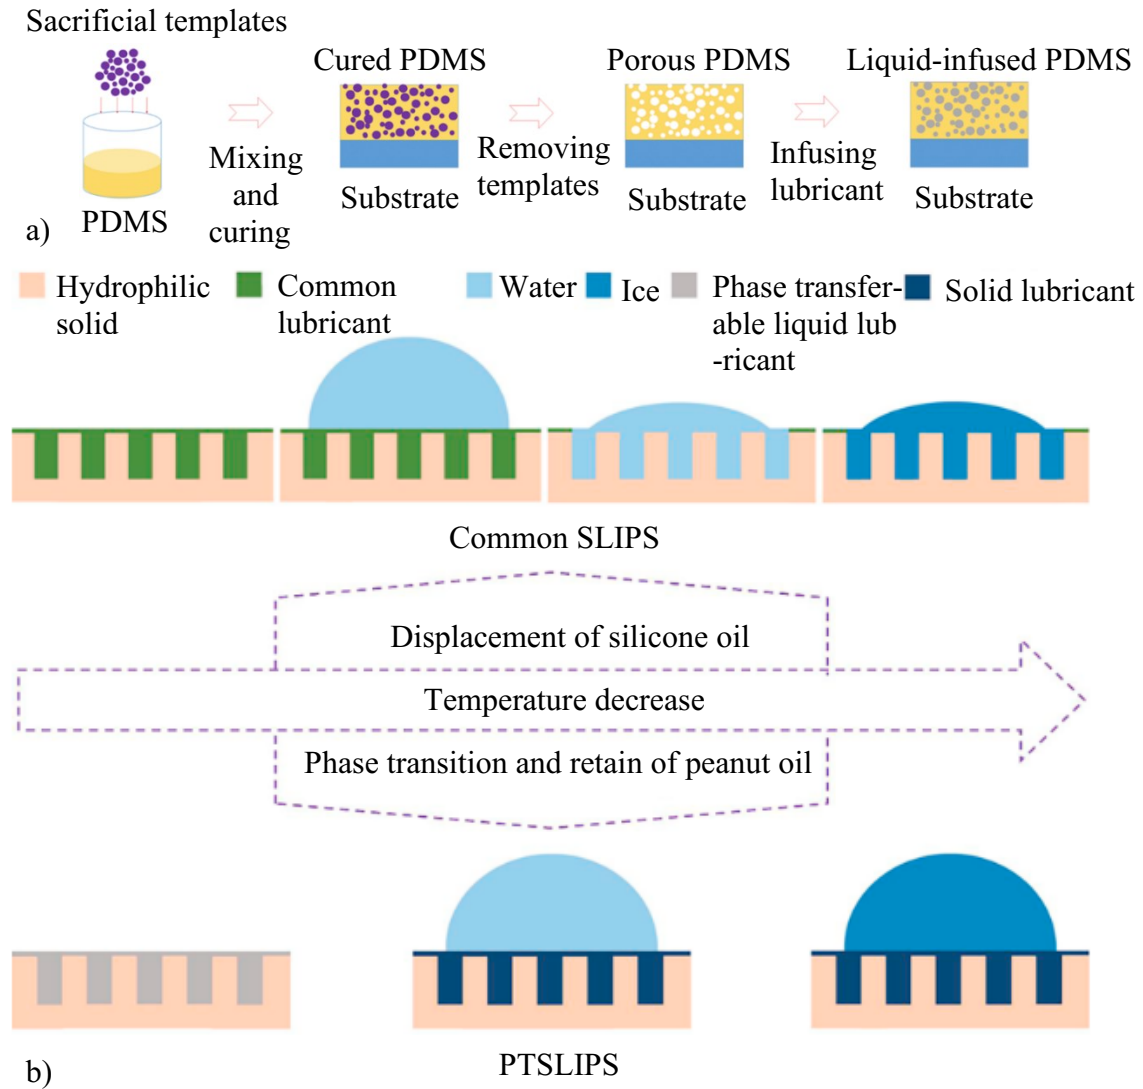 Sacrificial templates
PDMS
Mixing
and
curing
Cured PDMS
Substrate
Removing
templates
Porous PDMS
Substrate
Infusing
lubricant
Liquid-infused PDMS
Substrate
a)
Hydrophilic
solid
Common
lubricant
Water
Ice
Phase transfer-
able liquid lub
-ricant
Solid lubricant
Common SLIPS
Displacement of silicone oil
Temperature decrease
Phase transition and retain of peanut oil
PTSLIPS
b)